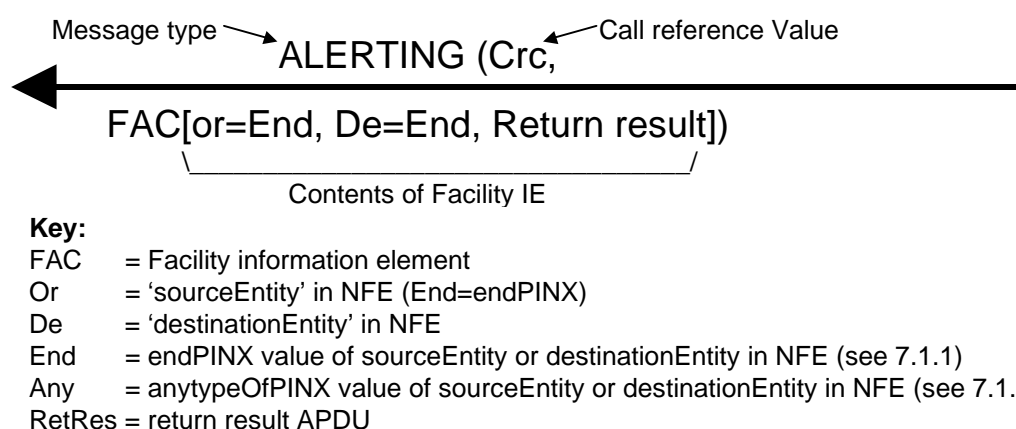 Message type Call reference Value
ALERTING (Crc,
FAC[or=End, De=End, Return result])
\___________________________________/
Contents of Facility IE
Key:
FAC = Facility information element
Or = ‘sourceEntity’ in NFE (End=endPINX)
De = ‘destinationEntity’ in NFE
End = endPINX value of sourceEntity or destinationEntity in NFE (see 7.1.1)
Any = anytypeOfPINX value of sourceEntity or destinationEntity in NFE (see 7.1.
RetRes = return result APDU